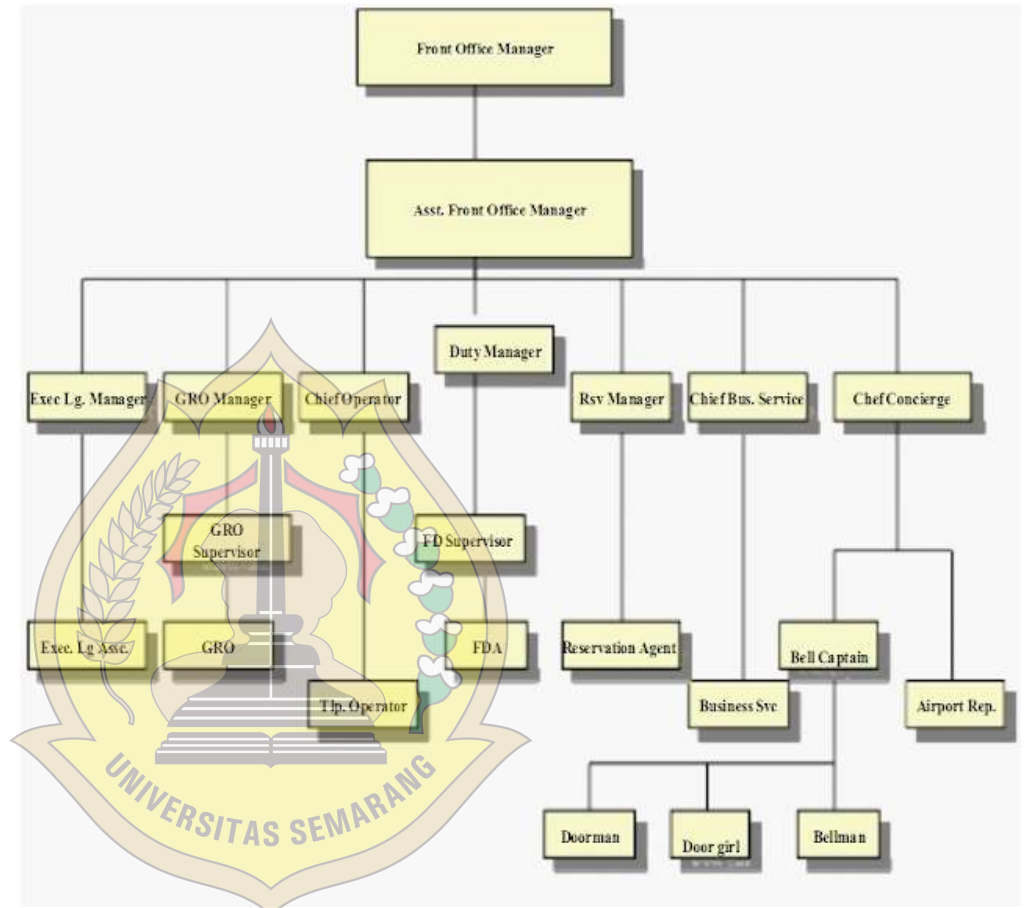 Front Office Manager
Asst. Front Office Manager
Duty Manager
Exec Lg. Manager
GRO Manager
Chief Operator
Rsv Manager
Chief Bus. Service
Chef Concierge
GRO
Supervisor
FD Supervisor
Exec. Lg Assc.
GRO
FDA
Reservation Agent
Bell Captain
Tlp. Operator
Business Svc
Airport Rep.
UNIVERSITAS SEMARANG
Doorman
Door girl
Bellman